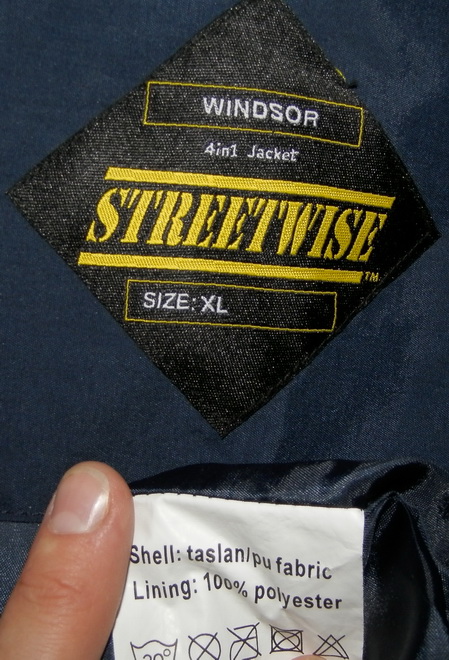 WINDSOR
4in1 Jacket
STREETWISE
TM
SIZE: XL
Shell: taslan/pu fabric
Lining: 100% polyester